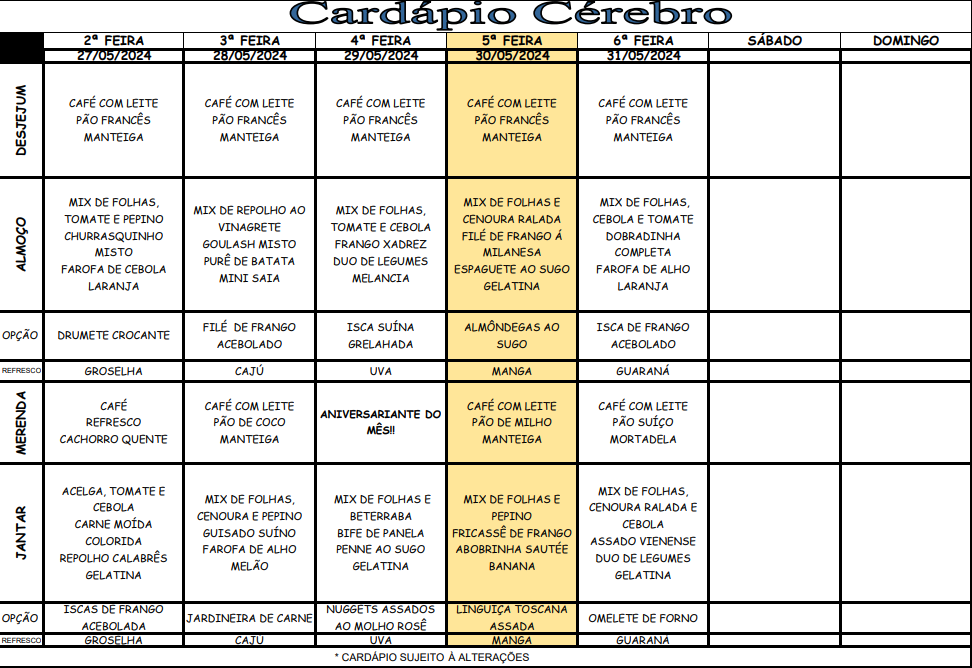 Cardápio Cérebro
2ª FEIRA 3ª FEIRA 4ª FEIRA 5ª FEIRA 6ª FEIRA SÁBADO DOMINGO
27/05/2024 28/05/2024 29/05/2024 30/05/2024 31/05/2024
DESJEJUM
CAFÉ COM LEITE
PÃO FRANCÊS
MANTEIGA
CAFÉ COM LEITE
PÃO FRANCÊS
MANTEIGA
CAFÉ COM LEITE
PÃO FRANCÊS
MANTEIGA
CAFÉ COM LEITE
PÃO FRANCÊS
MANTEIGA
CAFÉ COM LEITE
PÃO FRANCÊS
MANTEIGA
ALMOÇO
MIX DE FOLHAS,
TOMATE E PEPINO
CHURRASQUINHO
MISTO
FAROFA DE CEBOLA
LARANJA
MIX DE REPOLHO AO
VINAGRETE
GOULASH MISTO
PURÊ DE BATATA
MINI SAIA
MIX DE FOLHAS,
TOMATE E CEBOLA
FRANGO XADREZ
DUO DE LEGUMES
MELANCIA
MIX DE FOLHAS E
CENOURA RALADA
FILÉ DE FRANGO Á
MILANESA
ESPAGUETE AO SUGO
GELATINA
MIX DE FOLHAS,
CEBOLA E TOMATE
DOBRADINHA
COMPLETA
FAROFA DE ALHO
LARANJA
OPÇÃO
DRUMETE CROCANTE
FILÉ DE FRANGO
ACEBOLADO
ISCA SUÍNA
GRELAHADA
ALMÔNDEGAS AO
SUGO
ISCA DE FRANGO
ACEBOLADO
REFRESCO GROSELHA CAJÚ UVA MANGA GUARANÁ
MERENDA
CAFÉ
REFRESCO
CACHORRO QUENTE
CAFÉ COM LEITE
PÃO DE COCO
MANTEIGA
ANIVERSARIANTE DO
MÊS!!
CAFÉ COM LEITE
PÃO DE MILHO
MANTEIGA
CAFÉ COM LEITE
PÃO SUÍÇO
MORTADELA
JANTAR
ACELGA, TOMATE E
CEBOLA
CARNE MOÍDA
COLORIDA
REPOLHO CALABRÊS
GELATINA
MIX DE FOLHAS,
CENOURA E PEPINO
GUISADO SUÍNO
FAROFA DE ALHO
MELÃO
MIX DE FOLHAS E
BETERRABA
BIFE DE PANELA
PENNE AO SUGO
GELATINA
MIX DE FOLHAS E
PEPINO
FRICASSÊ DE FRANGO
ABOBRINHA SAUTÉE
BANANA
MIX DE FOLHAS,
CENOURA RALADA E
CEBOLA
ASSADO VIENENSE
DUO DE LEGUMES
GELATINA
OPÇÃO
ISCAS DE FRANGO
ACEBOLADA
JARDINEIRA DE CARNE
NUGGETS ASSADOS
AO MOLHO ROSÊ
LINGUIÇA TOSCANA
ASSADA
OMELETE DE FORNO
REFRESCO GROSELHA CAJÚ UVA MANGA GUARANÁ
* CARDÁPIO SUJEITO À ALTERAÇÕES